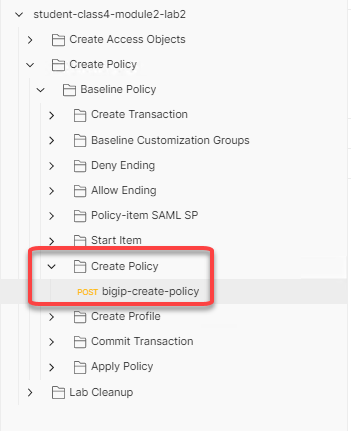 student-class4-module2-lab2
Create Access Objects
Create Policy
Baseline Policy
Create Transaction
Baseline Customization Groups
Deny Ending
Allow Ending
Policy-item SAML SP
Start Item
Create Policy
POST bigip-create-policy
Create Profile
Commit Transaction
Apply Policy
Lab Cleanup